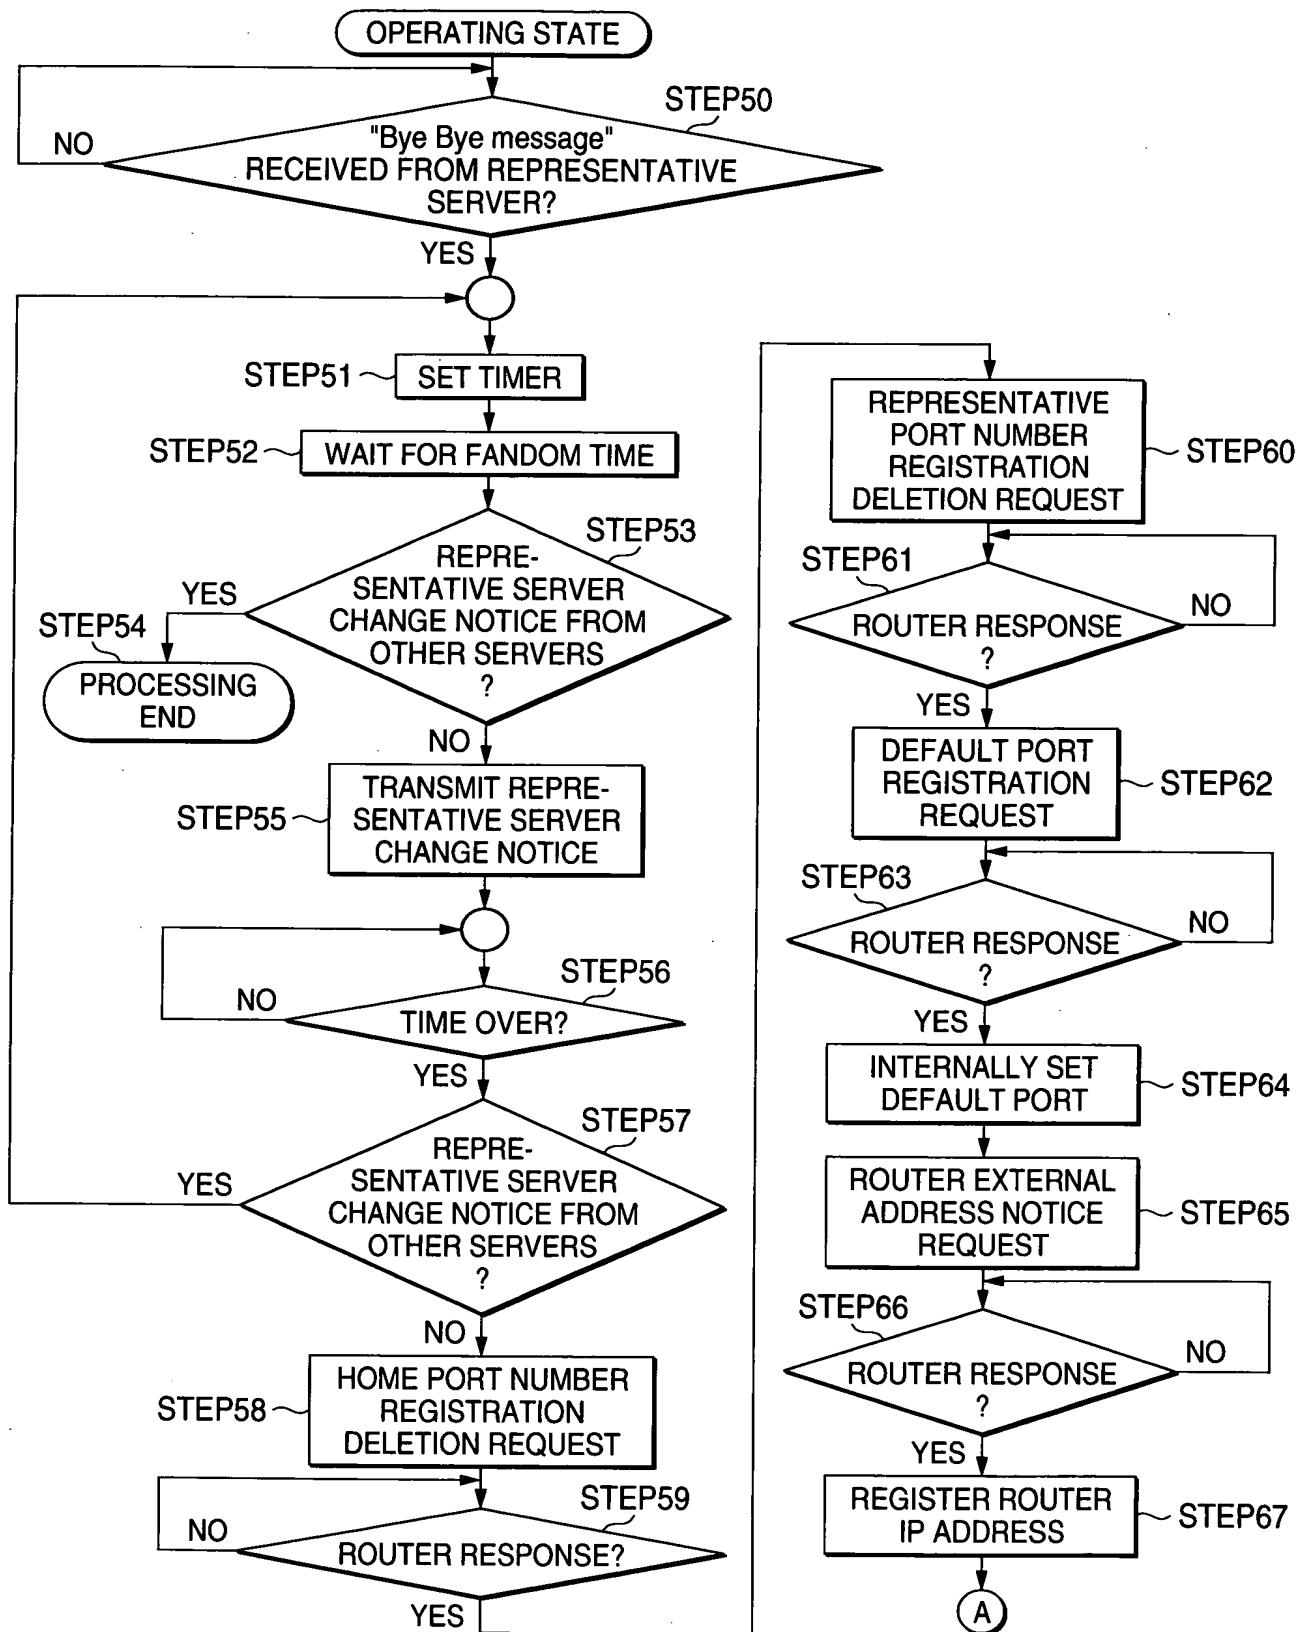 OPERATING STATE
STEP50
"Bye Bye message"
RECEIVED FROM REPRESENTATIVE
SERVER?
NO
YES
STEP51
SET TIMER
STEP52
WAIT FOR FANDOM TIME
STEP53
REPRE-
SENTATIVE SERVER
CHANGE NOTICE FROM
OTHER SERVERS
?
YES
STEP54
PROCESSING
END
NO
STEP55
TRANSMIT REPRE-
SENTATIVE SERVER
CHANGE NOTICE
STEP56
NO
TIME OVER?
YES
STEP57
REPRE-
SENTATIVE SERVER
CHANGE NOTICE FROM
OTHER SERVERS
?
YES
NO
STEP58
HOME PORT NUMBER
REGISTRATION
DELETION REQUEST
STEP59
NO
ROUTER RESPONSE?
YES
REPRESENTATIVE
PORT NUMBER
REGISTRATION
DELETION REQUEST
STEP60
STEP61
ROUTER RESPONSE
?
NO
YES
DEFAULT PORT
REGISTRATION
REQUEST
STEP62
STEP63
ROUTER RESPONSE
?
NO
YES
INTERNALLY SET
DEFAULT PORT
STEP64
ROUTER EXTERNAL
ADDRESS NOTICE
REQUEST
STEP65
STEP66
ROUTER RESPONSE
?
NO
YES
REGISTER ROUTER
IP ADDRESS
STEP67
A